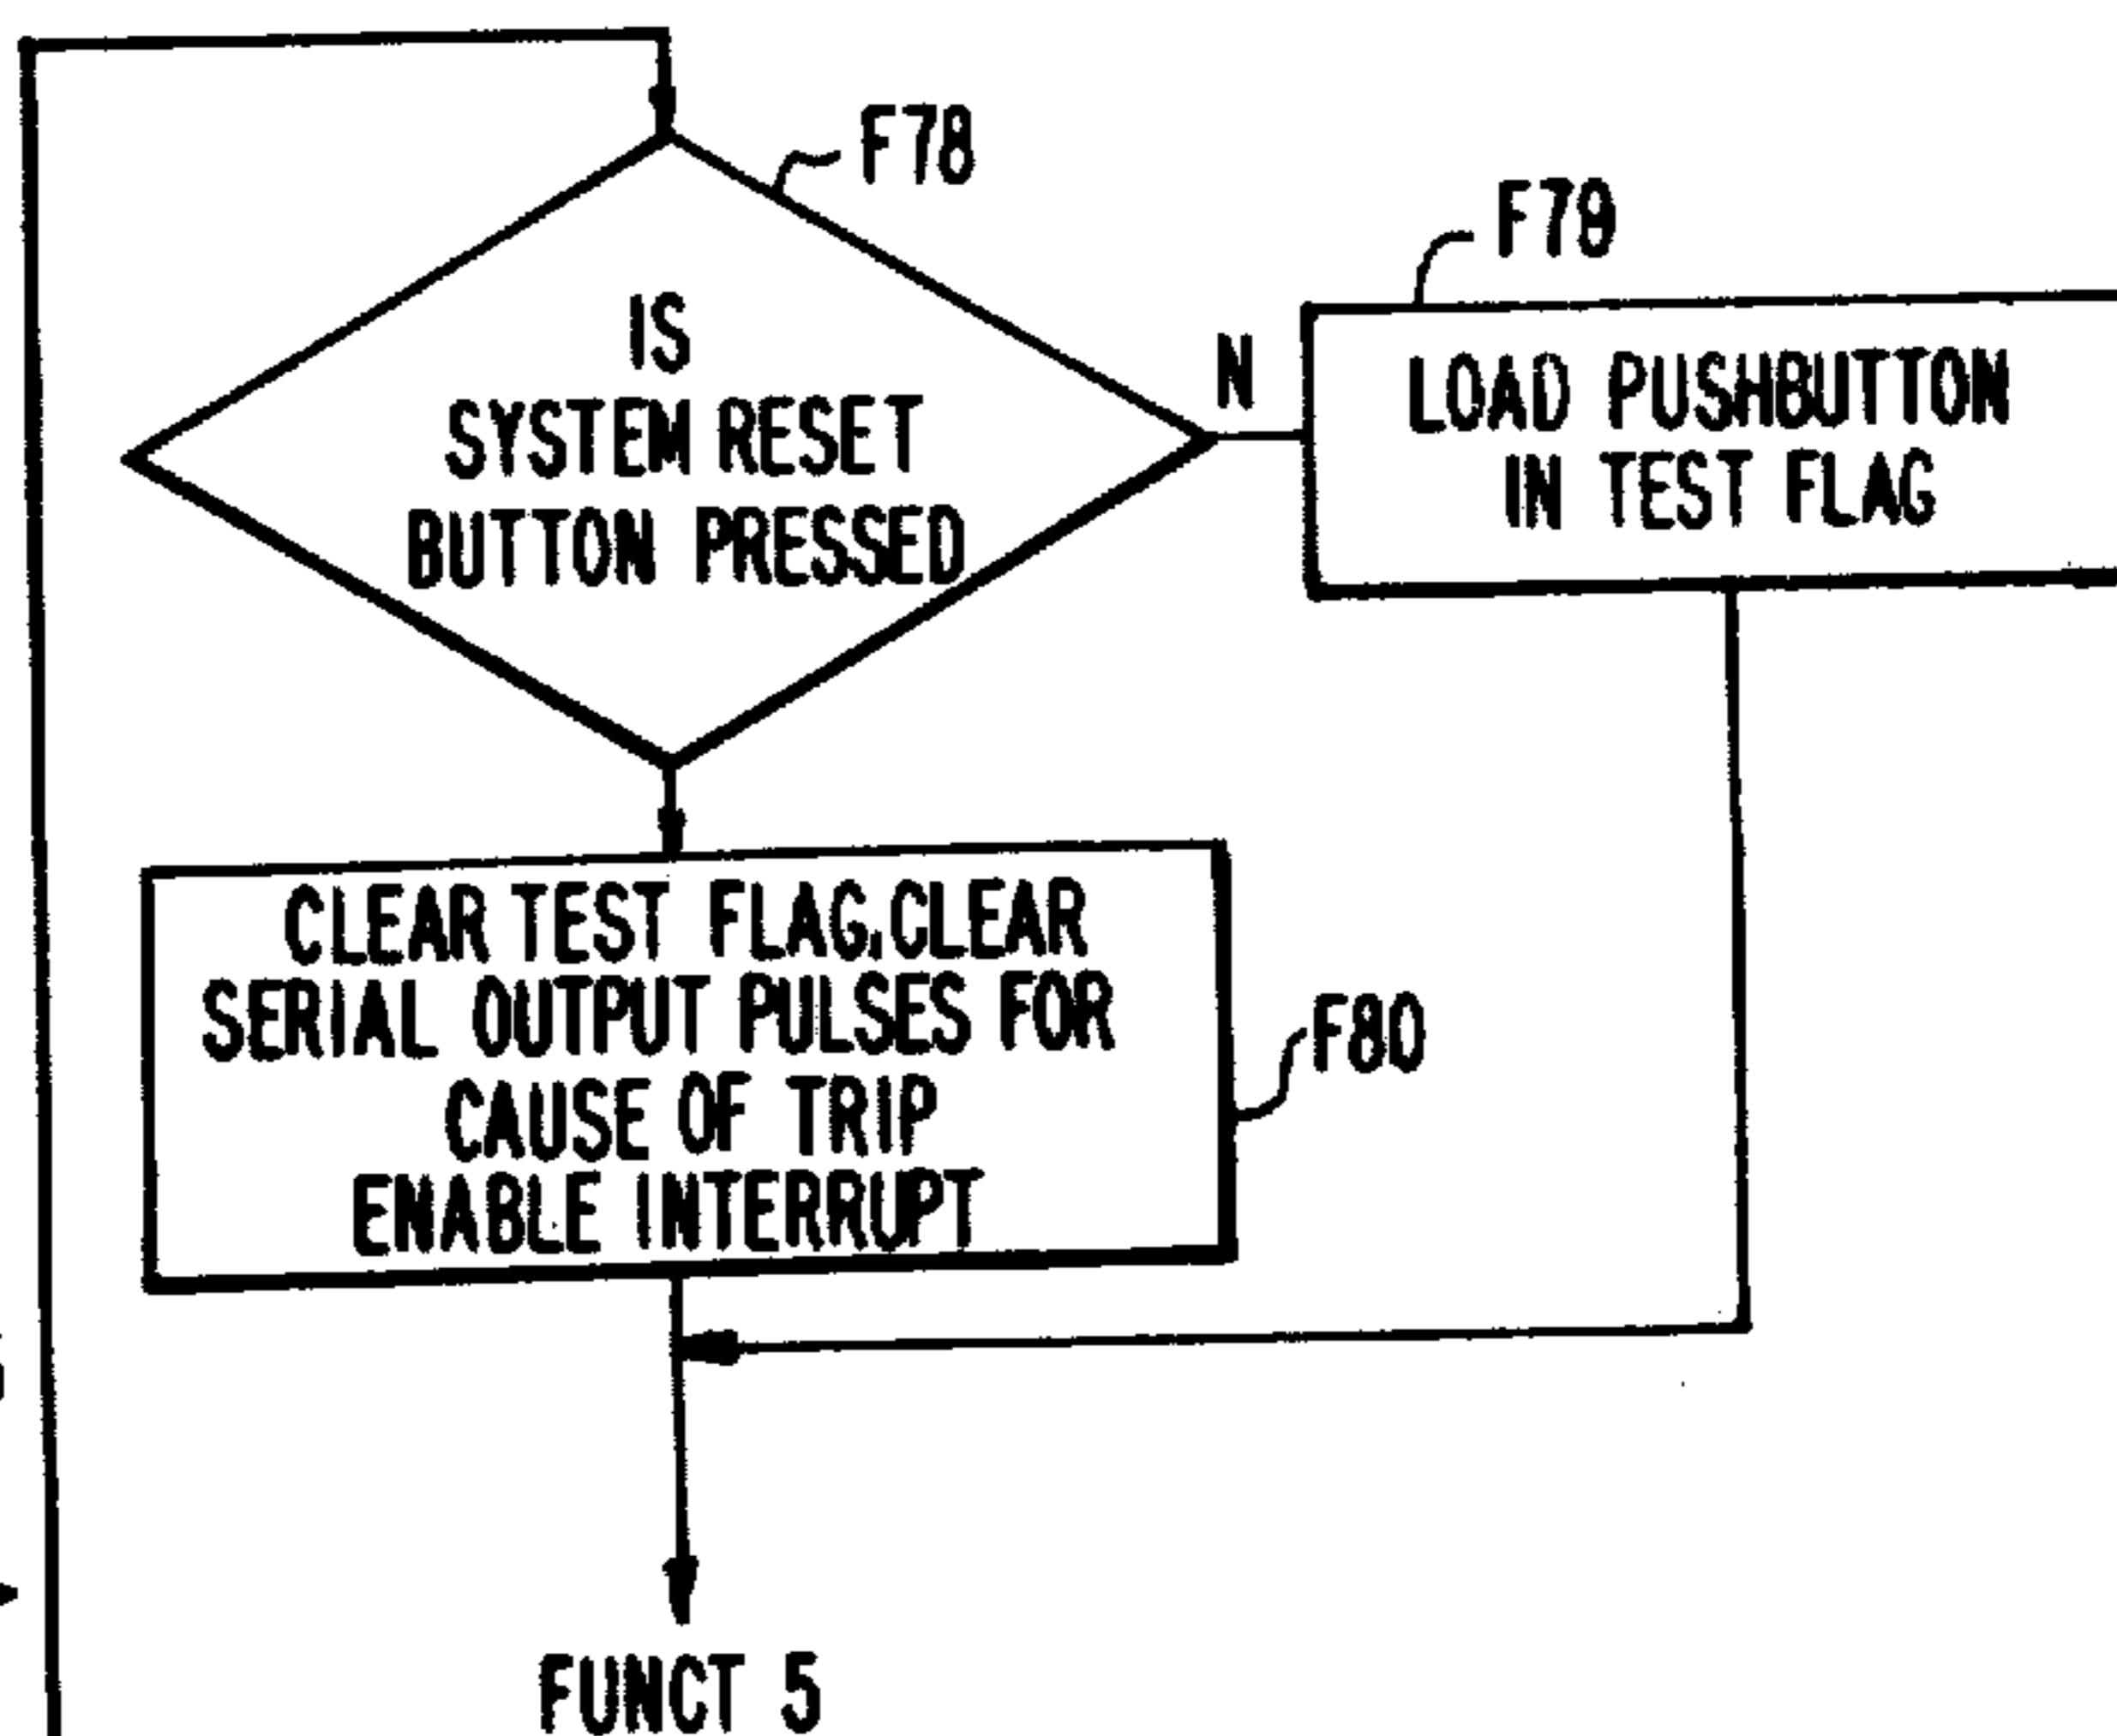 F78
F79
IS
SYSTEM RESET
BUTTON PRESSED
N
LOAD PUSHBUTTON
IN TEST FLAG
CLEAR TEST FLAG,CLEAR
SERIAL OUTPUT PULSES FOR
CAUSE OF TRIP
ENABLE INTERRUPT
F80
FUNCT 5